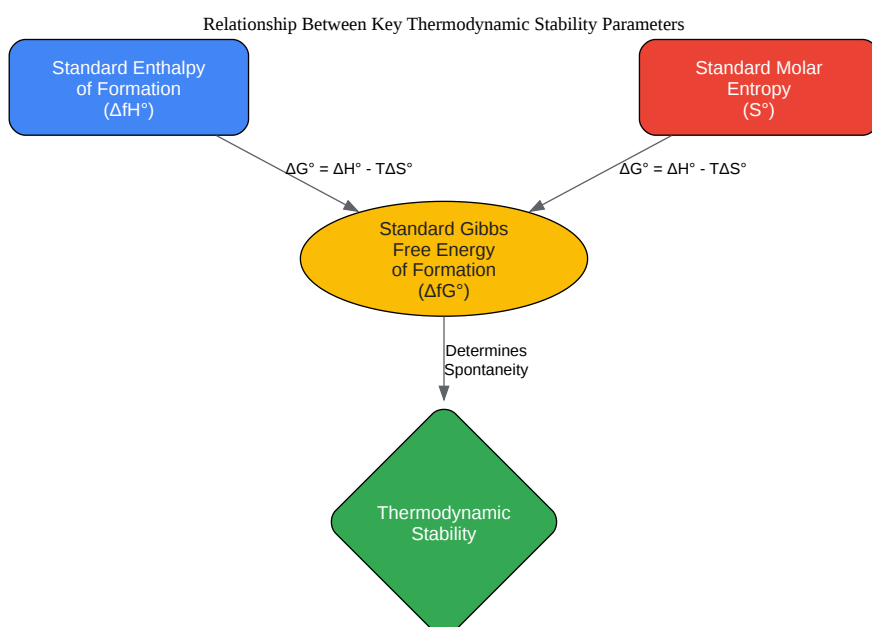 Relationship Between Key Thermodynamic Stability Parameters
Standard Enthalpy
of Formation
(ΔfH°)
Standard Molar
Entropy
(S°)
ΔG° = ΔH° - TΔS°
ΔG° = ΔH° - TΔS°
Standard Gibbs
Free Energy
of Formation
(ΔfG°)
Determines
Spontaneity
Thermodynamic
Stability